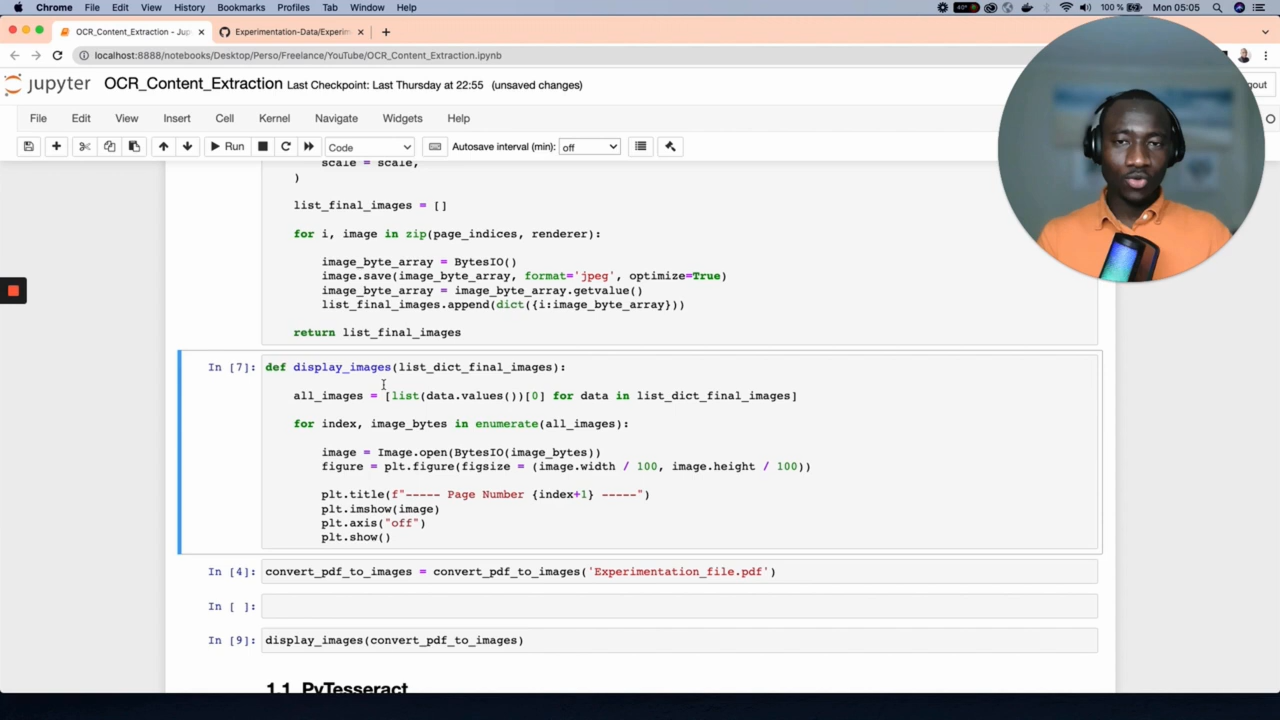 Chrome File Edit View History Bookmarks Profiles Tab Window Help 40° 100 % Mon 05:05
OCR_Content_Extraction - Jup × Experimentation-Data/Experim × +
localhost:8888/notebooks/Desktop/Perso/Freelance/YouTube/OCR_Content_Extraction.ipynb
jupyter OCR_Content_Extraction Last Checkpoint: Last Thursday at 22:55 (unsaved changes) out
File Edit View Insert Cell Kernel Navigate Widgets Help
Run Code Autosave interval (min): off
scale = scale,
)
list_final_images = []
for i, image in zip(page_indices, renderer):
image_byte_array = BytesIO()
image.save(image_byte_array, format='jpeg', optimize=True)
image_byte_array = image_byte_array.getvalue()
list_final_images.append(dict({i:image_byte_array}))
return list_final_images
In [7]: def display_images(list_dict_final_images):
all_images = [list(data.values())[0] for data in list_dict_final_images]
for index, image_bytes in enumerate(all_images):
image = Image.open(BytesIO(image_bytes))
figure = plt.figure(figsize = (image.width / 100, image.height / 100))
plt.title(f"----- Page Number {index+1} -----")
plt.imshow(image)
plt.axis("off")
plt.show()
In [4]: convert_pdf_to_images = convert_pdf_to_images('Experimentation_file.pdf')
In [ ]:
In [9]: display_images(convert_pdf_to_images)
1.1. PyTesseract